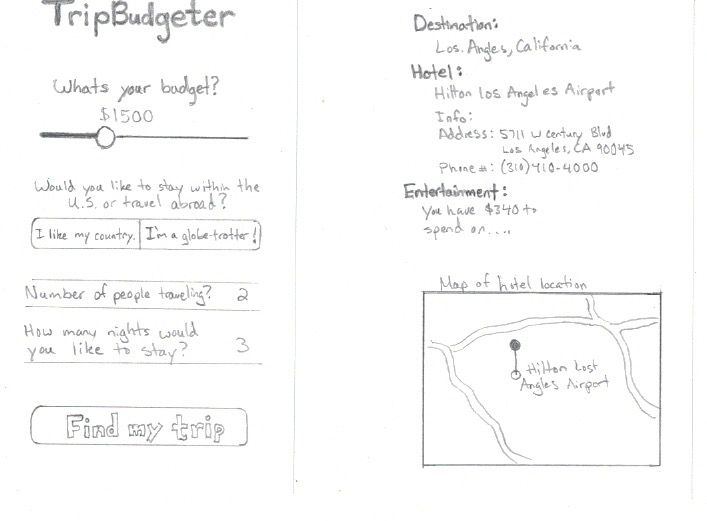 TripBudgeter
Whats your budget?
$1500
Would you like to stay within the
U.S. or travel abroad?
I like my country. I'm a globe-trotter!
Number of people traveling? 2
How many nights would
you like to stay? 3
Find my trip
Destination:
Los. Angles, California
Hotel:
Hilton los Angeles Airport
Info:
Address: 5711 W century Blvd
Los Angeles, CA 90045
Phone #: (310) 410-4000
Entertainment:
You have $340 to
spend on....
Map of hotel location
Hilton Lost
Angles Airport